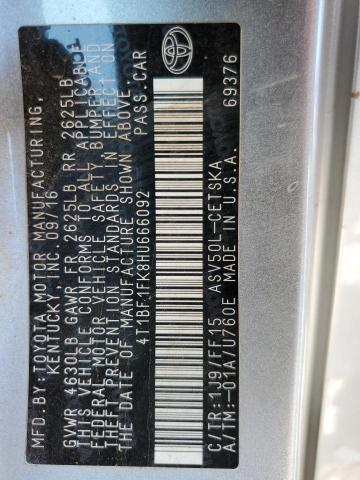 MFD.BY:TOYOTA MOTOR MANUFACTURING,
KENTUCKY, INC. 09/16
GVWR 4630LB GAWR FR 2625LB RR 2625LB
THIS VEHICLE CONFORMS TO ALL APPLICABLE
FEDERAL MOTOR VEHICLE SAFETY, BUMPER, AND
THEFT PREVENTION STANDARDS IN EFFECT ON
THE DATE OF MANUFACTURE SHOWN ABOVE.
4T1BF1FK8HU666092 PASS.CAR
C/TR:1J9/FF15 ASV50L-CETSKA
A/TM:-01A/U760E MADE IN U.S.A. 69376